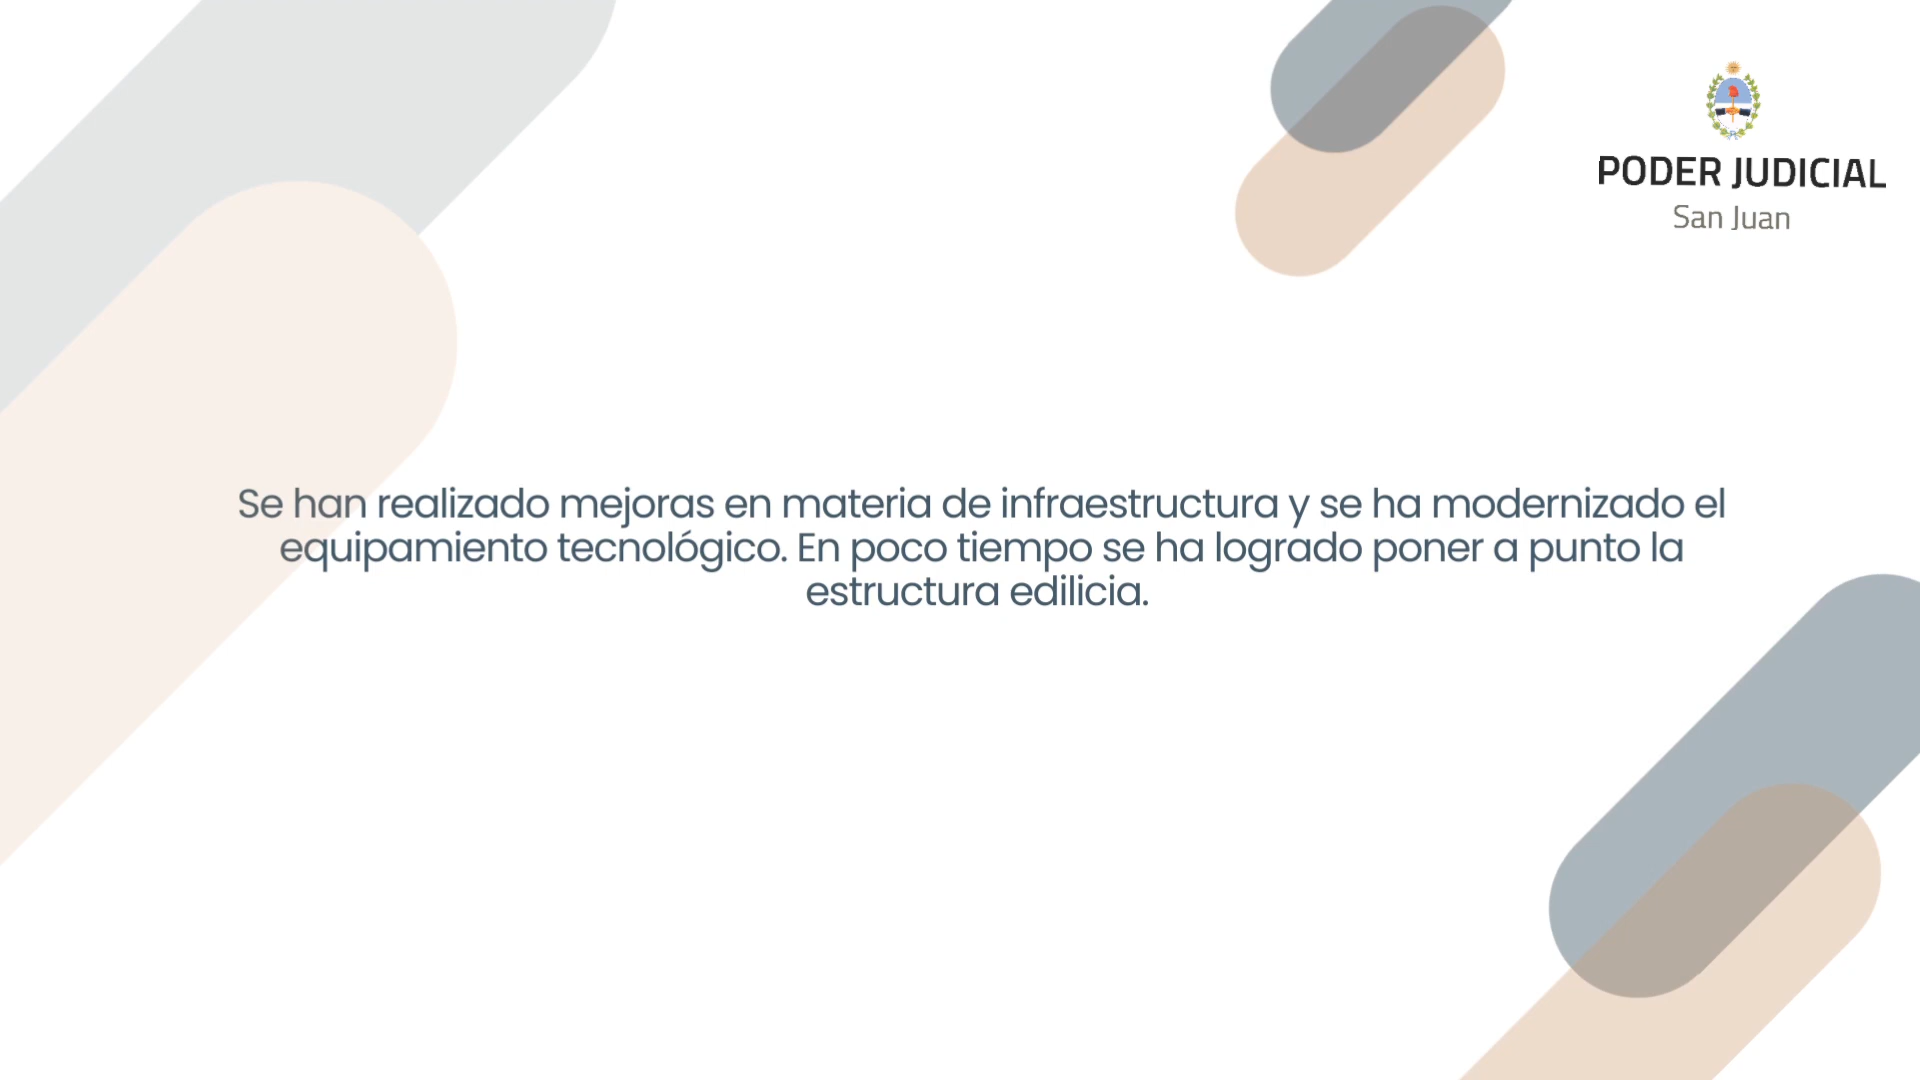 PODER JUDICIAL
San Juan
Se han realizado mejoras en materia de infraestructura y se ha modernizado el
equipamiento tecnológico. En poco tiempo se ha logrado poner a punto la
estructura edilicia.